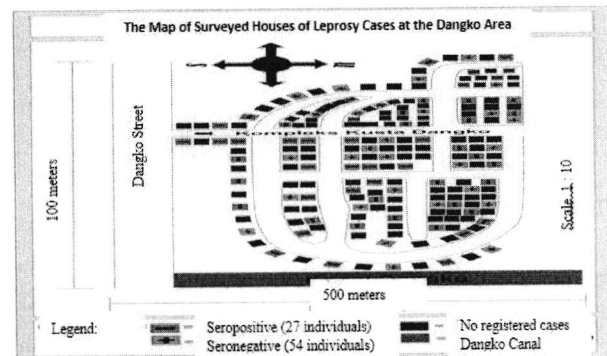 The Map of Surveyed Houses of Leprosy Cases at the Dangko Area
Dangko Street
Kompleks Kusta Dangko
100 meters
Scale 1 : 10
500 meters
Legend:
Seropositive (27 individuals)
Seronegative (54 individuals)
No registered cases
Dangko Canal